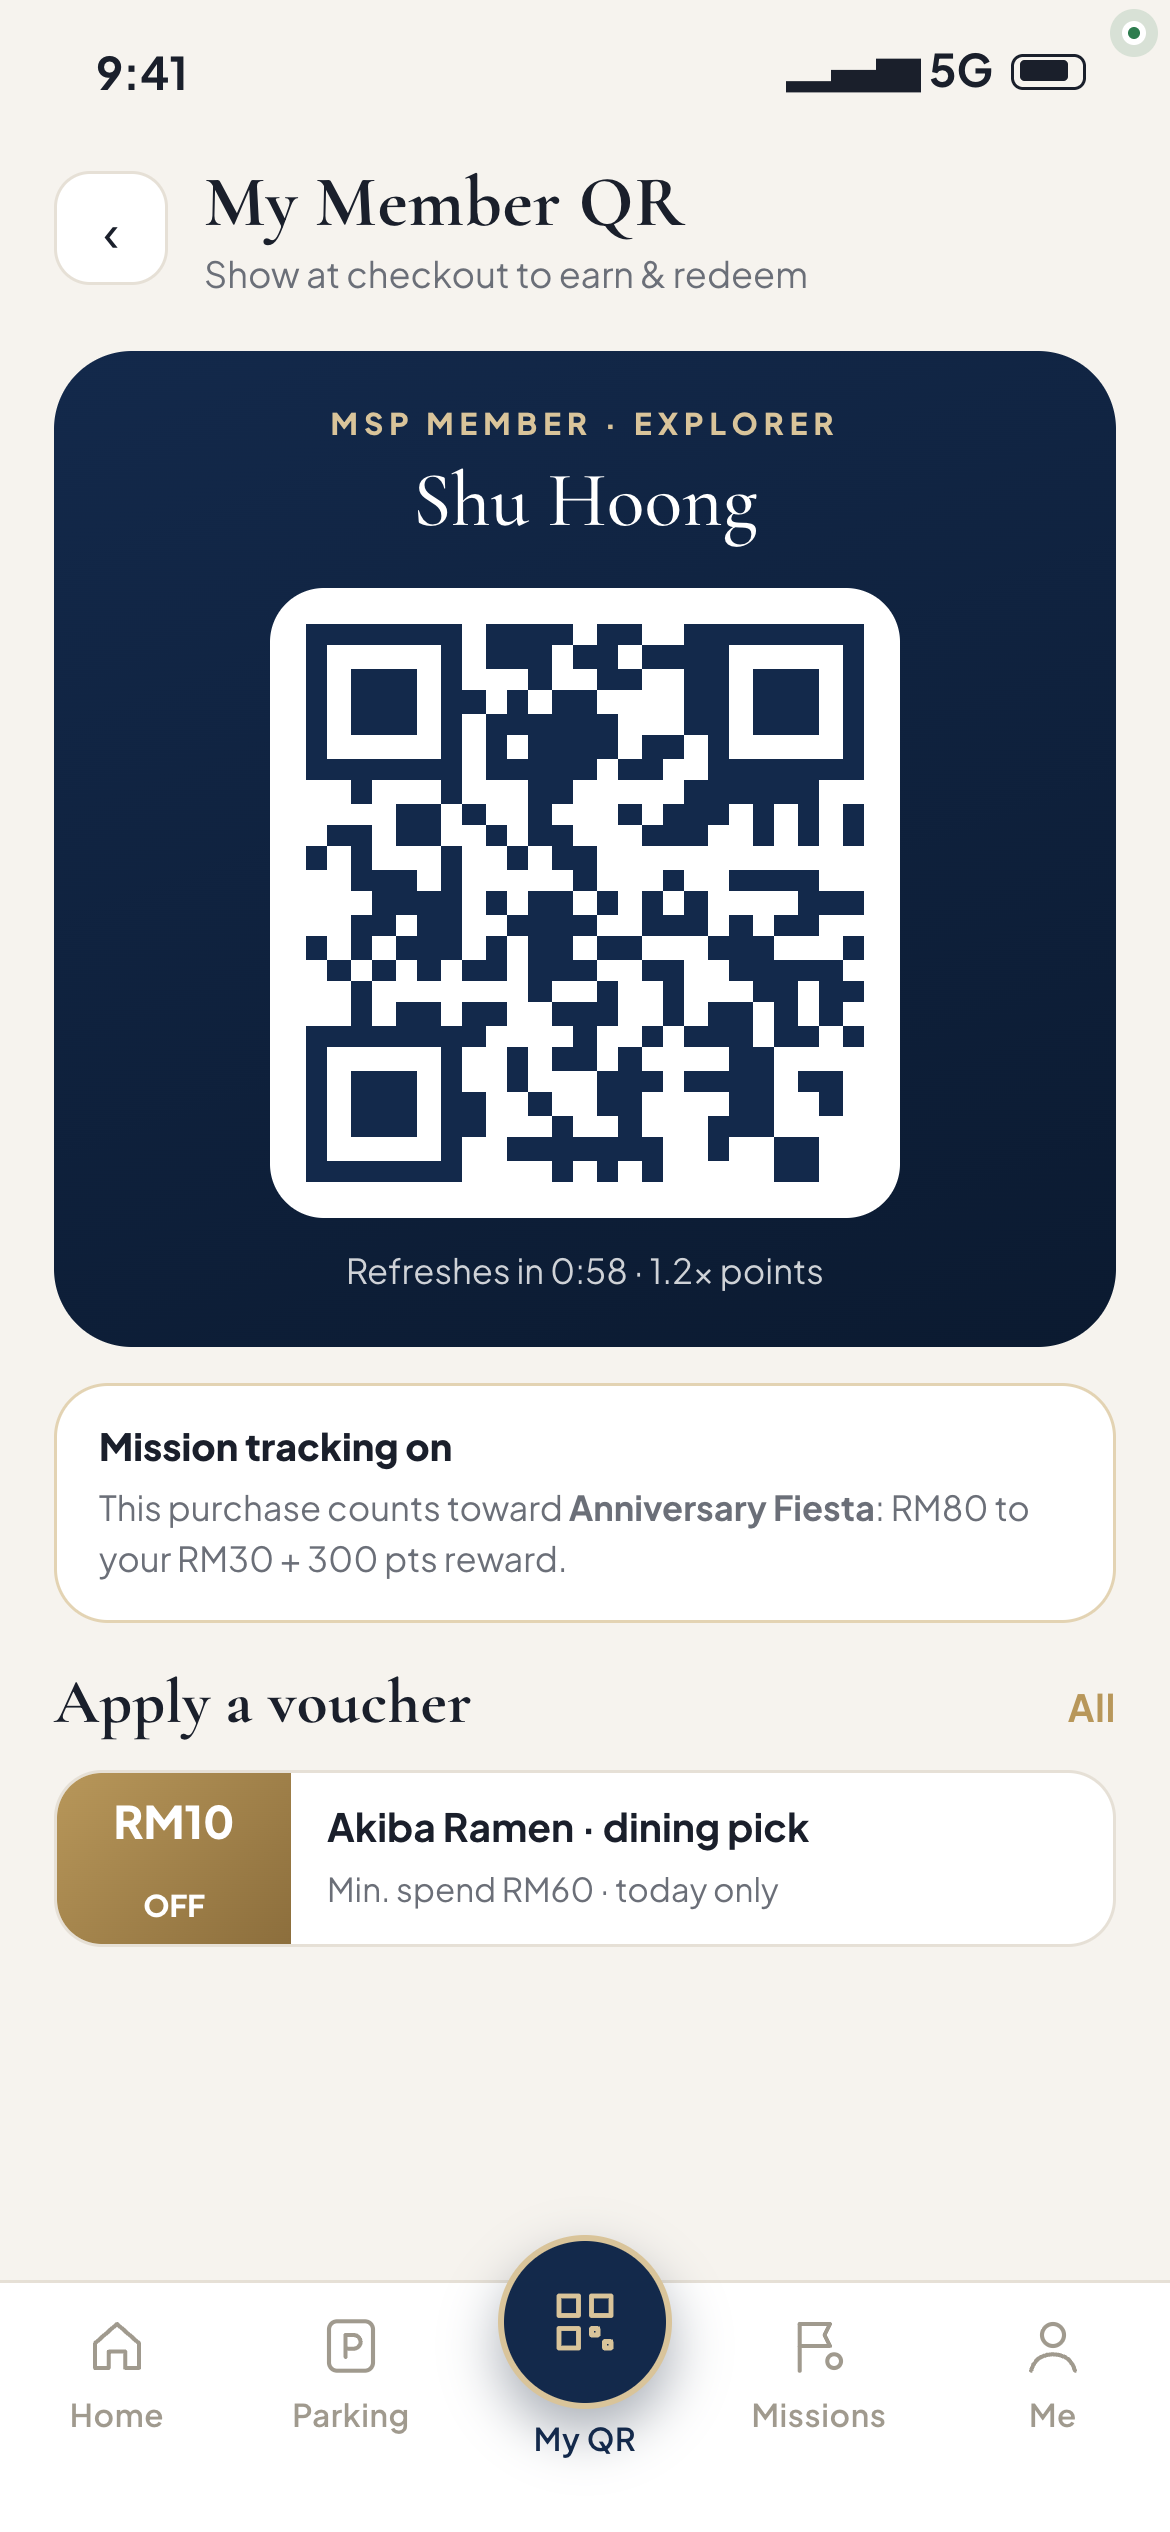 9:41
5G
‹
My Member QR
Show at checkout to earn & redeem
MSP MEMBER · EXPLORER
Shu Hoong
Refreshes in 0:58 · 1.2× points
Mission tracking on
This purchase counts toward Anniversary Fiesta: RM80 to
your RM30 + 300 pts reward.
Apply a voucher
All
RM10
OFF
Akiba Ramen · dining pick
Min. spend RM60 · today only
P
Home
Parking
My QR
Missions
Me